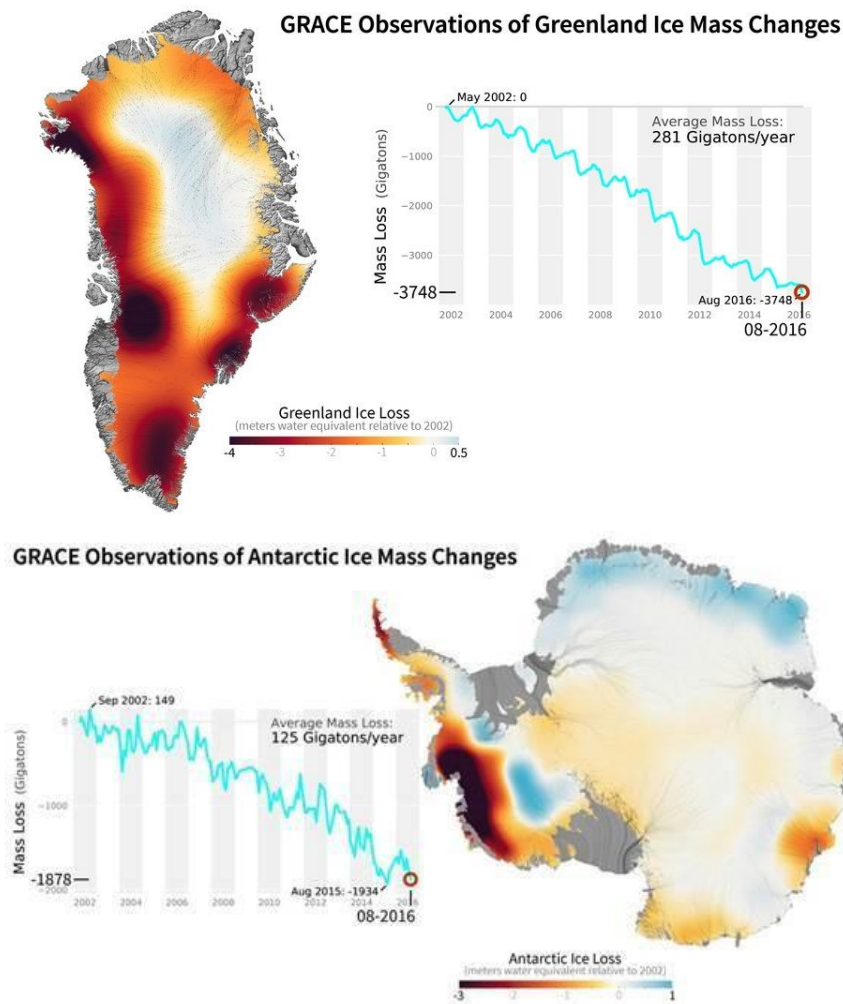 GRACE Observations of Greenland Ice Mass Changes
May 2002: 0
Average Mass Loss:
281 Gigatons/year
Mass Loss (Gigatons)
0
−1000
−2000
−3000
-3748
Aug 2016: -3748
2002 2004 2006 2008 2010 2012 2014 2016
08-2016
Greenland Ice Loss
(meters water equivalent relative to 2002)
-4 -3 -2 -1 0 0.5
GRACE Observations of Antarctic Ice Mass Changes
Sep 2002: 149
Average Mass Loss:
125 Gigatons/year
Mass Loss (Gigatons)
0
−1000
-1878
−2000
Aug 2015: -1934
2002 2004 2006 2008 2010 2012 2014 2016
08-2016
Antarctic Ice Loss
(meters water equivalent relative to 2002)
-3 -2 -1 0 1